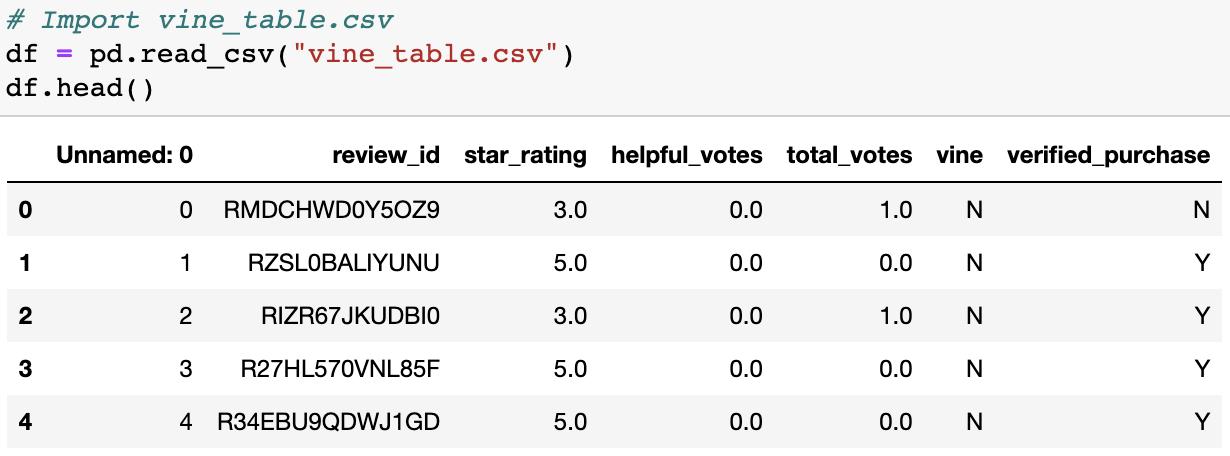 # Import vine_table.csv
df = pd.read_csv("vine_table.csv")
df.head()
Unnamed: 0 review_id star_rating helpful_votes total_votes vine verified_purchase
0 0 RMDCHWD0Y5OZ9 3.0 0.0 1.0 N N
1 1 RZSL0BALIYUNU 5.0 0.0 0.0 N Y
2 2 RIZR67JKUDBI0 3.0 0.0 1.0 N Y
3 3 R27HL570VNL85F 5.0 0.0 0.0 N Y
4 4 R34EBU9QDWJ1GD 5.0 0.0 0.0 N Y